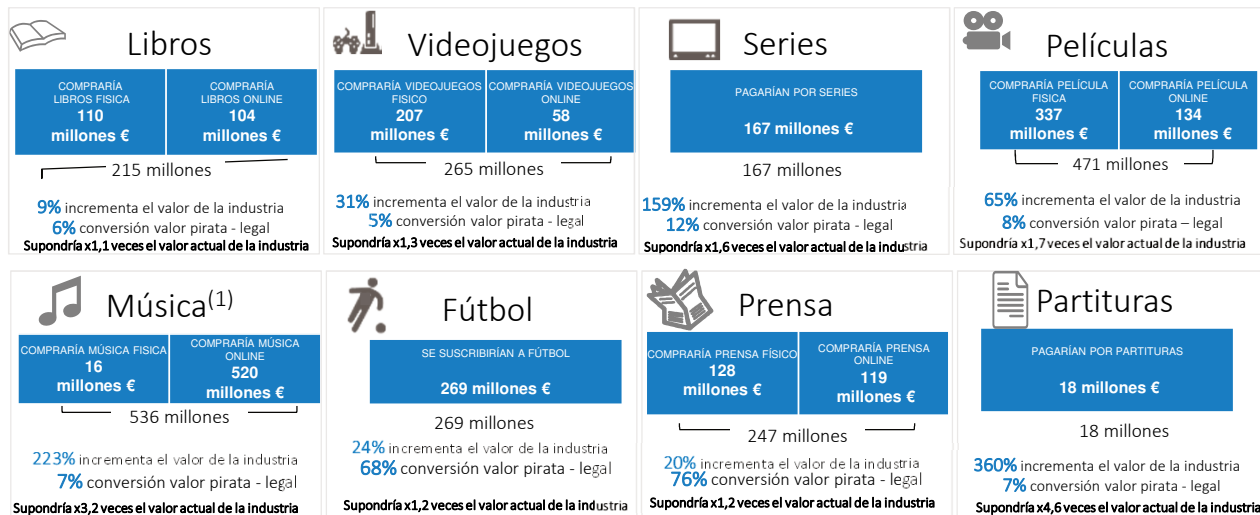 Libros
COMPRARÍA
LIBROS FISICA
110
millones €
COMPRARÍA
LIBROS ONLINE
104
millones €
215 millones
9% incrementa el valor de la industria
6% conversión valor pirata - legal
Supondría x1,1 veces el valor actual de la industria
Videojuegos
COMPRARÍA VIDEOJUEGOS
FISICO
207
millones €
COMPRARÍA VIDEOJUEGOS
ONLINE
58
millones €
265 millones
31% incrementa el valor de la industria
5% conversión valor pirata - legal
Supondría x1,3 veces el valor actual de la industria
Series
PAGARÍAN POR SERIES
167 millones €
167 millones
159% incrementa el valor de la industria
12% conversión valor pirata - legal
Supondría x1,6 veces el valor actual de la industria
Películas
COMPRARÍA PELÍCULA
FISICA
337
millones €
COMPRARÍA PELÍCULA
ONLINE
134
millones €
471 millones
65% incrementa el valor de la industria
8% conversión valor pirata – legal
Supondría x1,7 veces el valor actual de la industria
Música(1)
COMPRARÍA MÚSICA FISICA
16
millones €
COMPRARÍA MÚSICA
ONLINE
520
millones €
536 millones
223% incrementa el valor de la industria
7% conversión valor pirata - legal
Supondría x3,2 veces el valor actual de la industria
Fútbol
SE SUSCRIBIRÍAN A FÚTBOL
269 millones €
269 millones
24% incrementa el valor de la industria
68% conversión valor pirata - legal
Supondría x1,2 veces el valor actual de la industria
Prensa
COMPRARÍA PRENSA FÍSICO
128
millones €
COMPRARÍA PRENSA
ONLINE
119
millones €
247 millones
20% incrementa el valor de la industria
76% conversión valor pirata - legal
Supondría x1,2 veces el valor actual de la industria
Partituras
PAGARÍAN POR PARTITURAS
18 millones €
18 millones
360% incrementa el valor de la industria
7% conversión valor pirata - legal
Supondría x4,6 veces el valor actual de la industria